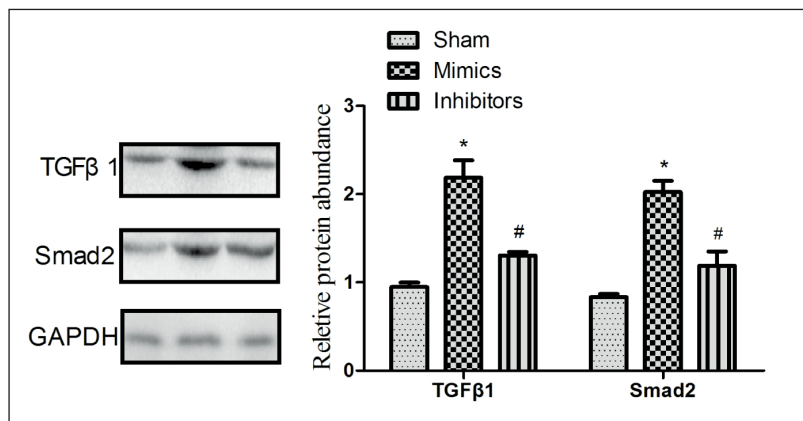 TGFβ 1
Smad2
GAPDH
Sham
Mimics
Inhibitors
Reletive protein abundance
3
2
1
0
*
#
*
#
TGFβ1
Smad2